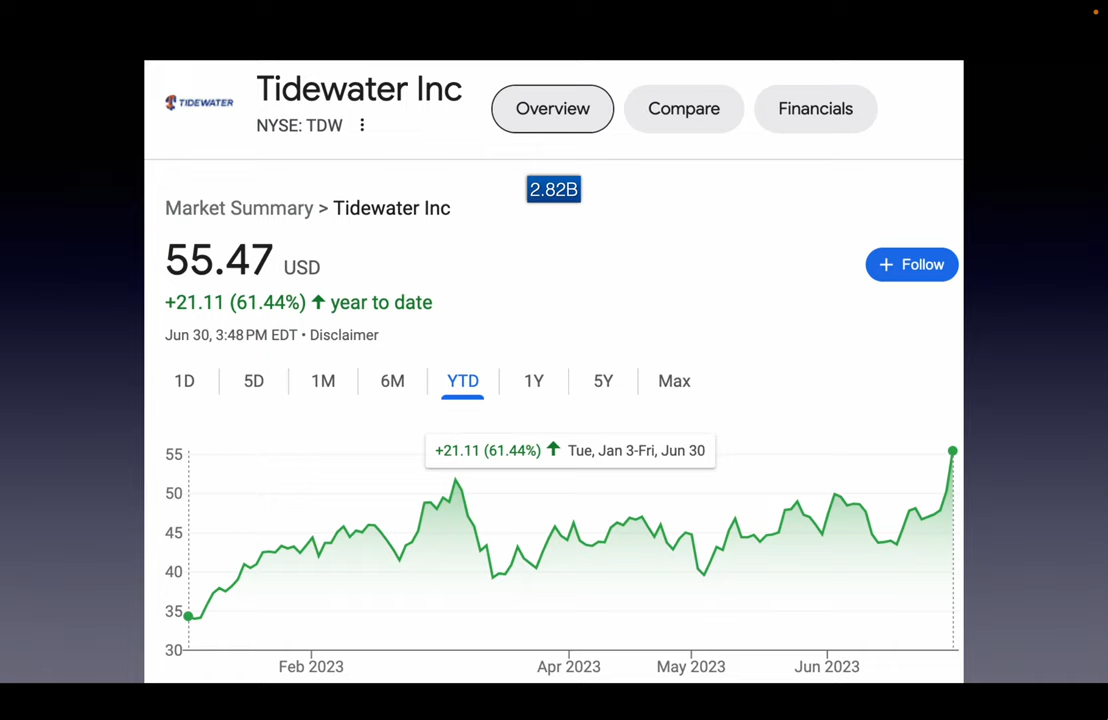 TIDEWATER
Tidewater Inc
NYSE: TDW
Overview
Compare
Financials
2.82B
Market Summary > Tidewater Inc
55.47 USD
+21.11 (61.44%) ↑ year to date
Jun 30, 3:48 PM EDT • Disclaimer
+ Follow
1D 5D 1M 6M YTD 1Y 5Y Max
+21.11 (61.44%) ↑ Tue, Jan 3-Fri, Jun 30
55
50
45
40
35
30
Feb 2023 Apr 2023 May 2023 Jun 2023